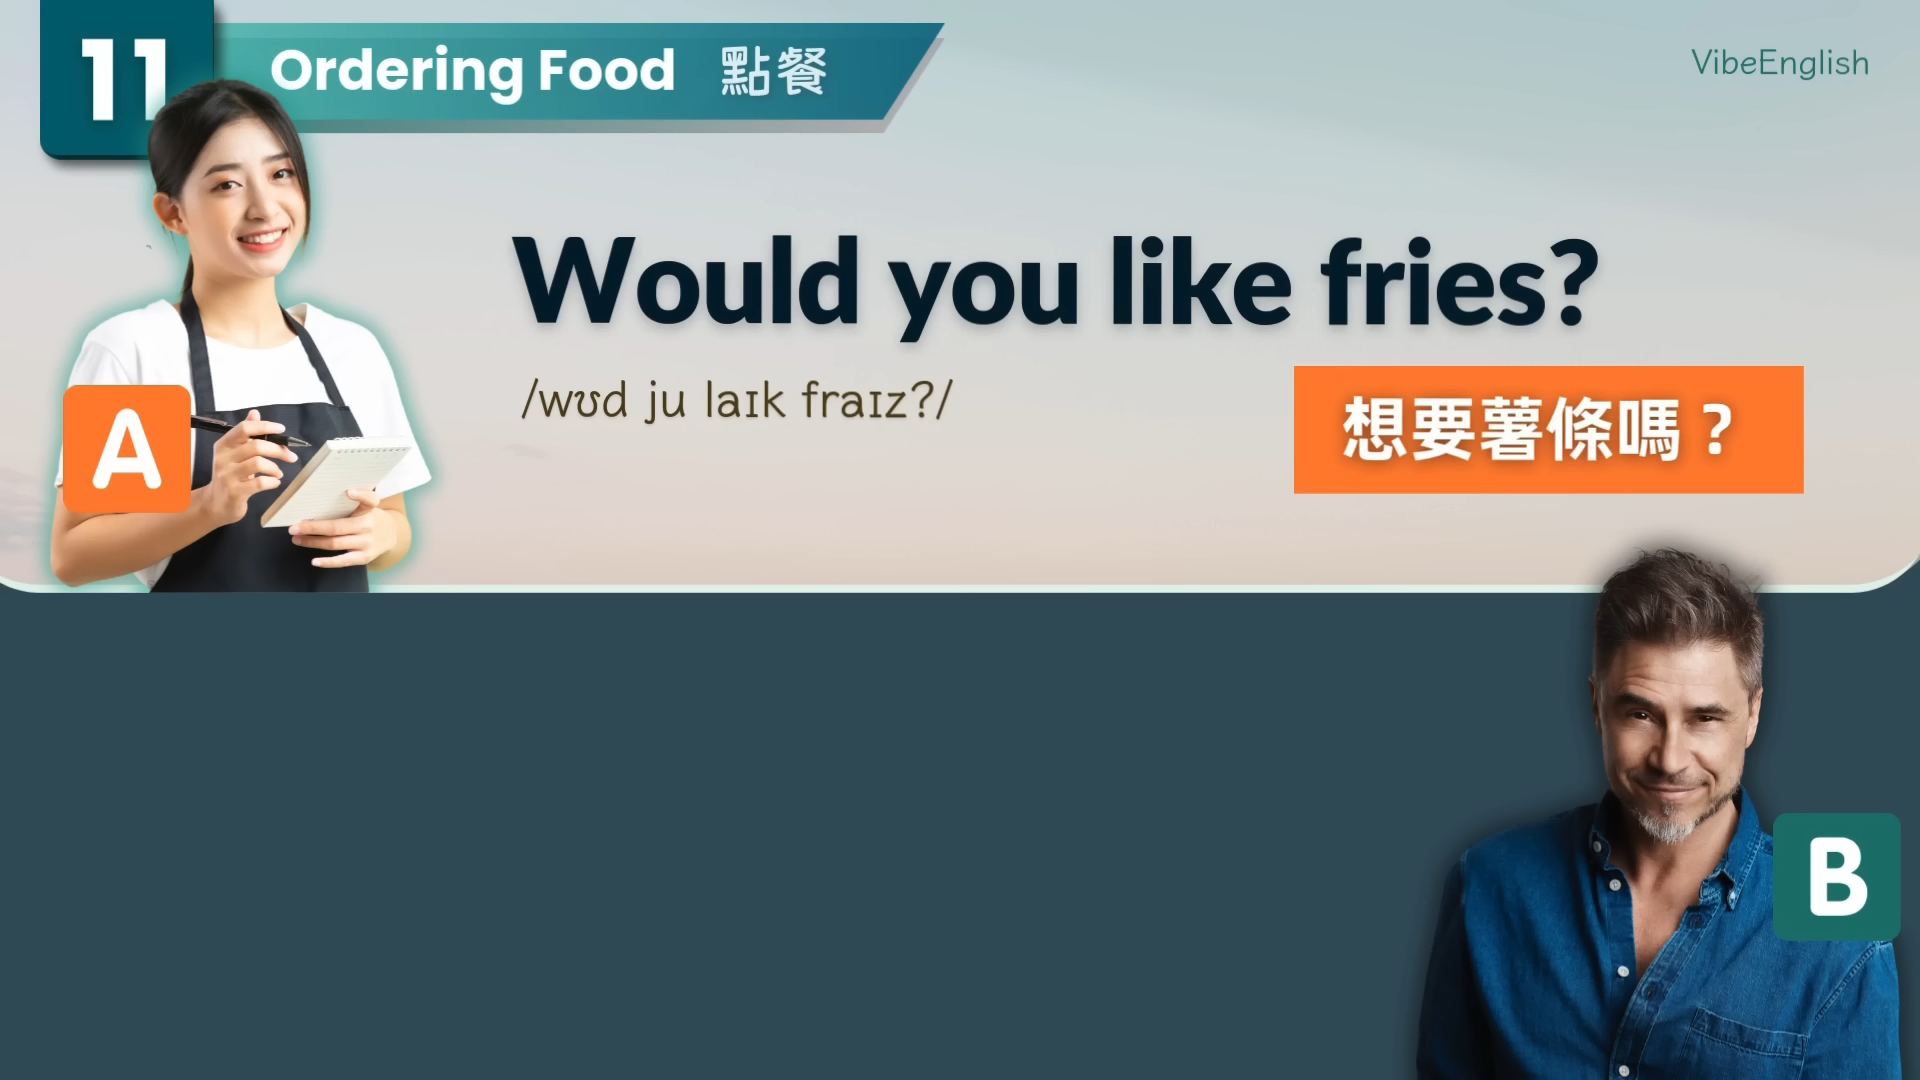 11
Ordering Food 點餐
VibeEnglish
Would you like fries?
/wʊd ju laɪk fraɪz?/
想要薯條嗎？
A
B